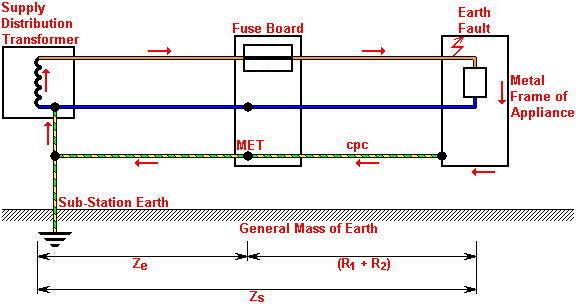 Supply
Distribution
Transformer
Fuse Board
Earth
Fault
Metal
Frame of
Appliance
MET
cpc
Sub-Station Earth
General Mass of Earth
Ze
(R1 + R2)
Zs